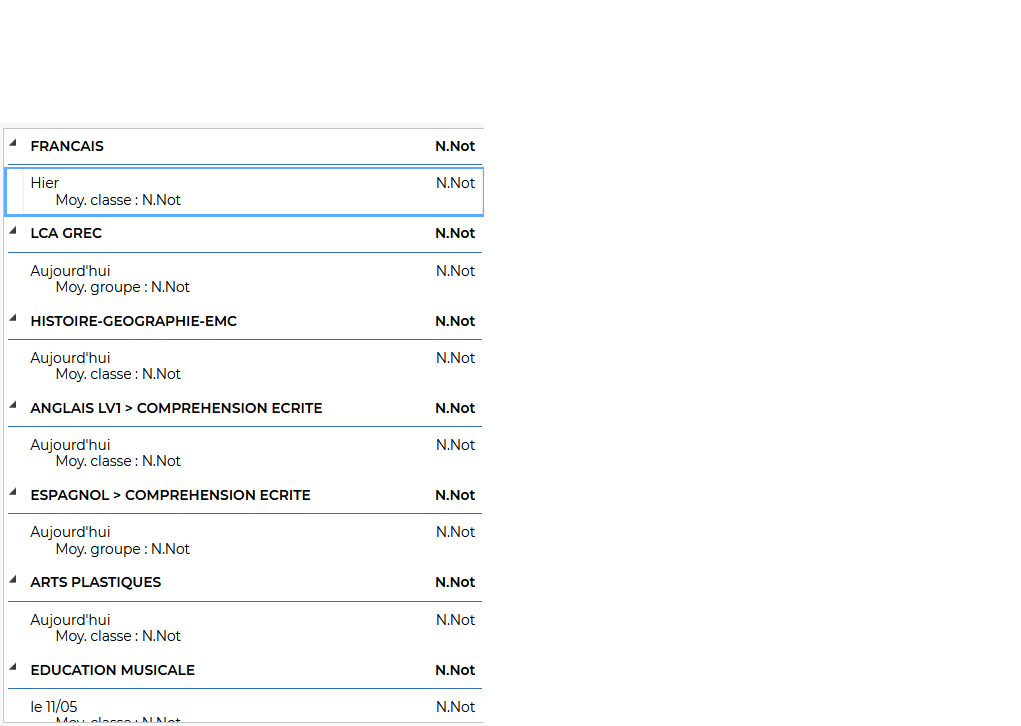 FRANCAIS N.Not
Hier N.Not
Moy. classe : N.Not
LCA GREC N.Not
Aujourd'hui N.Not
Moy. groupe : N.Not
HISTOIRE-GEOGRAPHIE-EMC N.Not
Aujourd'hui N.Not
Moy. classe : N.Not
ANGLAIS LV1 > COMPREHENSION ECRITE N.Not
Aujourd'hui N.Not
Moy. classe : N.Not
ESPAGNOL > COMPREHENSION ECRITE N.Not
Aujourd'hui N.Not
Moy. groupe : N.Not
ARTS PLASTIQUES N.Not
Aujourd'hui N.Not
Moy. classe : N.Not
EDUCATION MUSICALE N.Not
le 11/05 N.Not
Moy. classe : N.Not